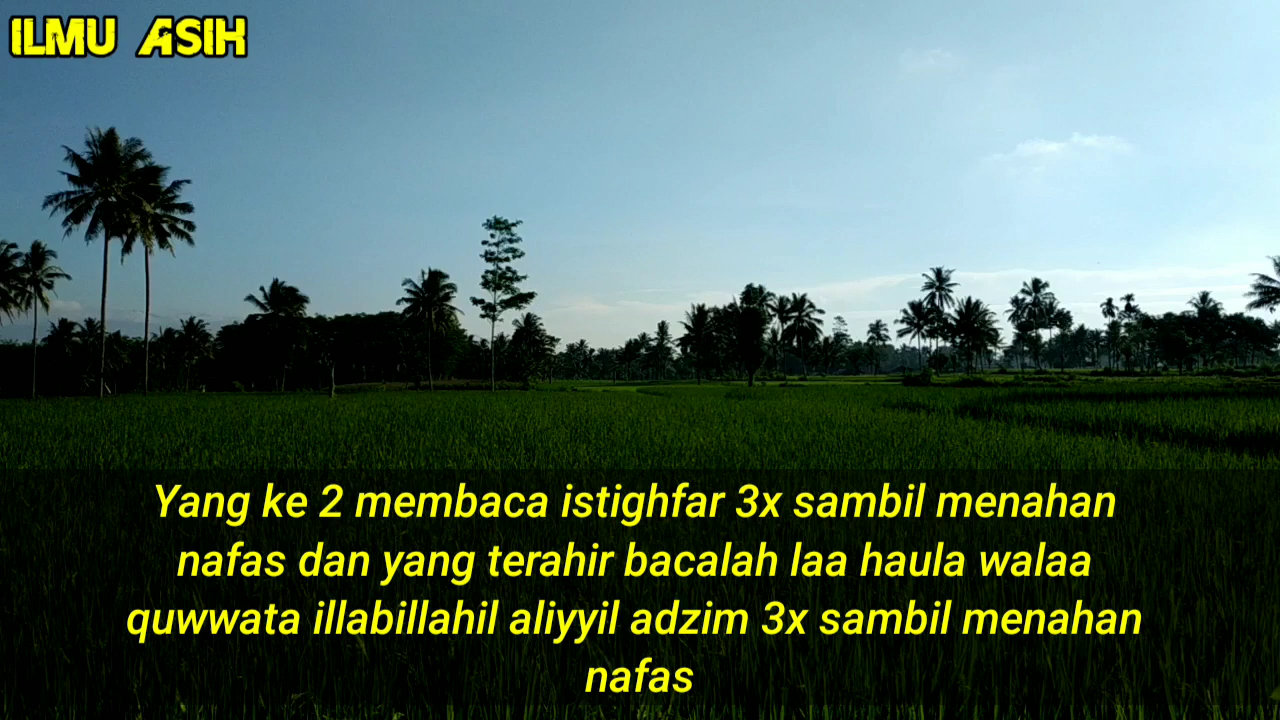 ILMU ASIH
Yang ke 2 membaca istighfar 3x sambil menahan
nafas dan yang terahir bacalah laa haula walaa
quwwata illabillahil aliyyil adzim 3x sambil menahan
nafas